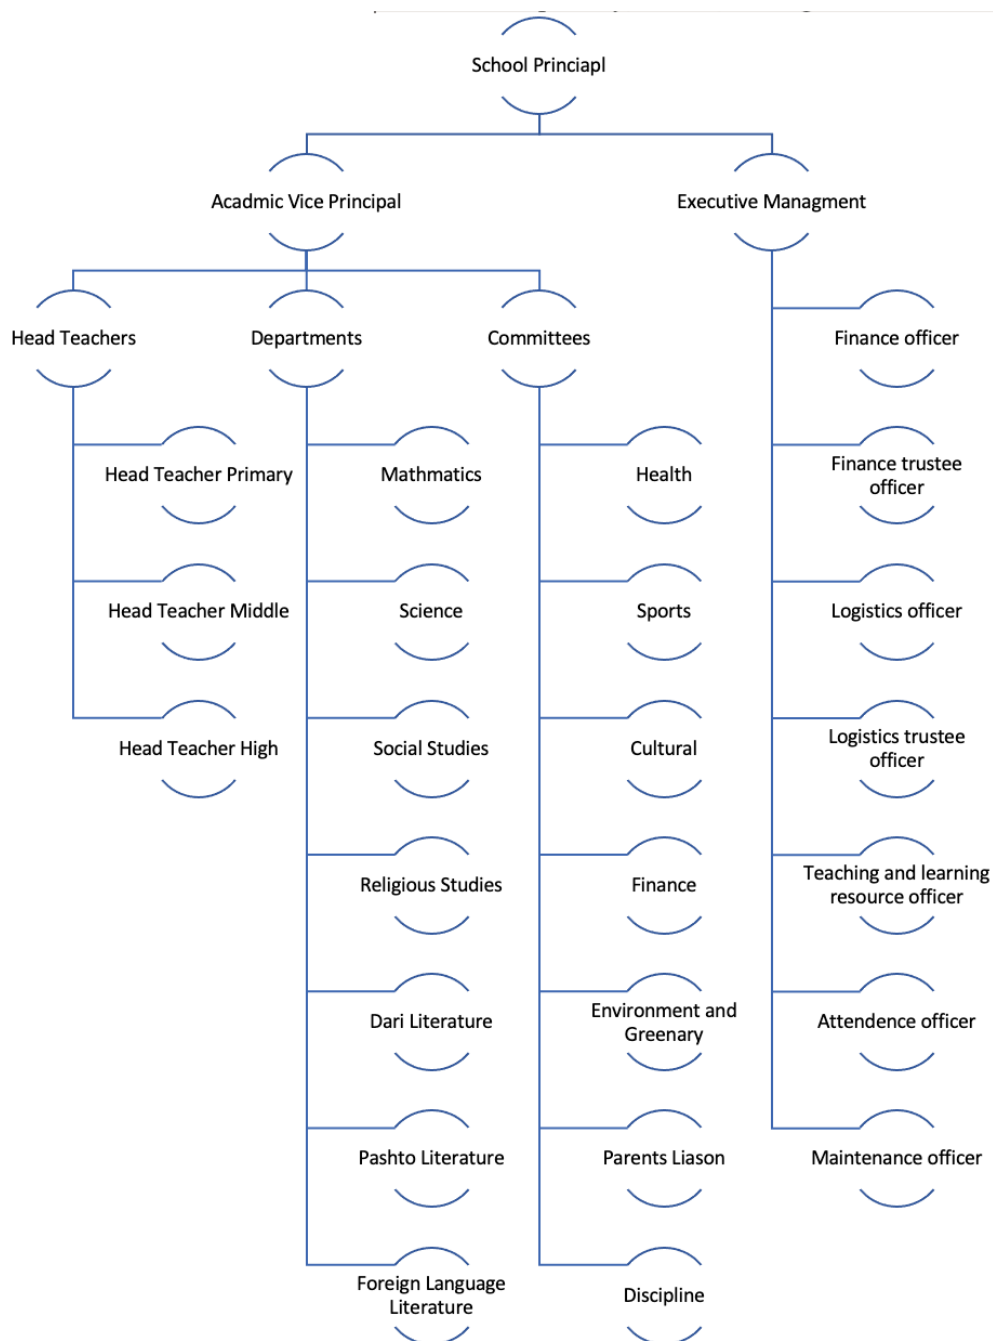 School Princiapl
Acadmic Vice Principal
Executive Managment
Head Teachers
Departments
Committees
Finance officer
Head Teacher Primary
Mathmatics
Health
Finance trustee
officer
Head Teacher Middle
Science
Sports
Logistics officer
Head Teacher High
Social Studies
Cultural
Logistics trustee
officer
Religious Studies
Finance
Teaching and learning
resource officer
Dari Literature
Environment and
Greenary
Attendence officer
Pashto Literature
Parents Liason
Maintenance officer
Foreign Language
Literature
Discipline